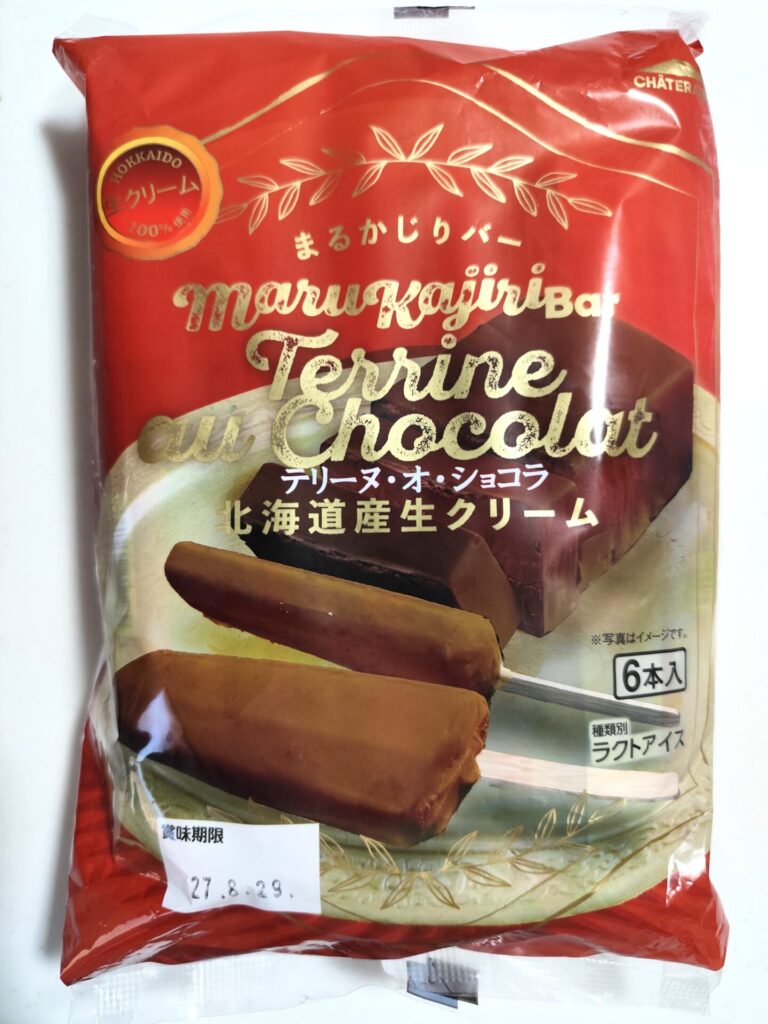 CHÂTERA
HOKKAIDO
生クリーム
100%使用
まるかじりバー
MaruKajiri Bar
Terrine
au Chocolat
テリーヌ・オ・ショコラ
北海道産生クリーム
※写真はイメージです。
6本入
種類別
ラクトアイス
賞味期限
27.8.29.